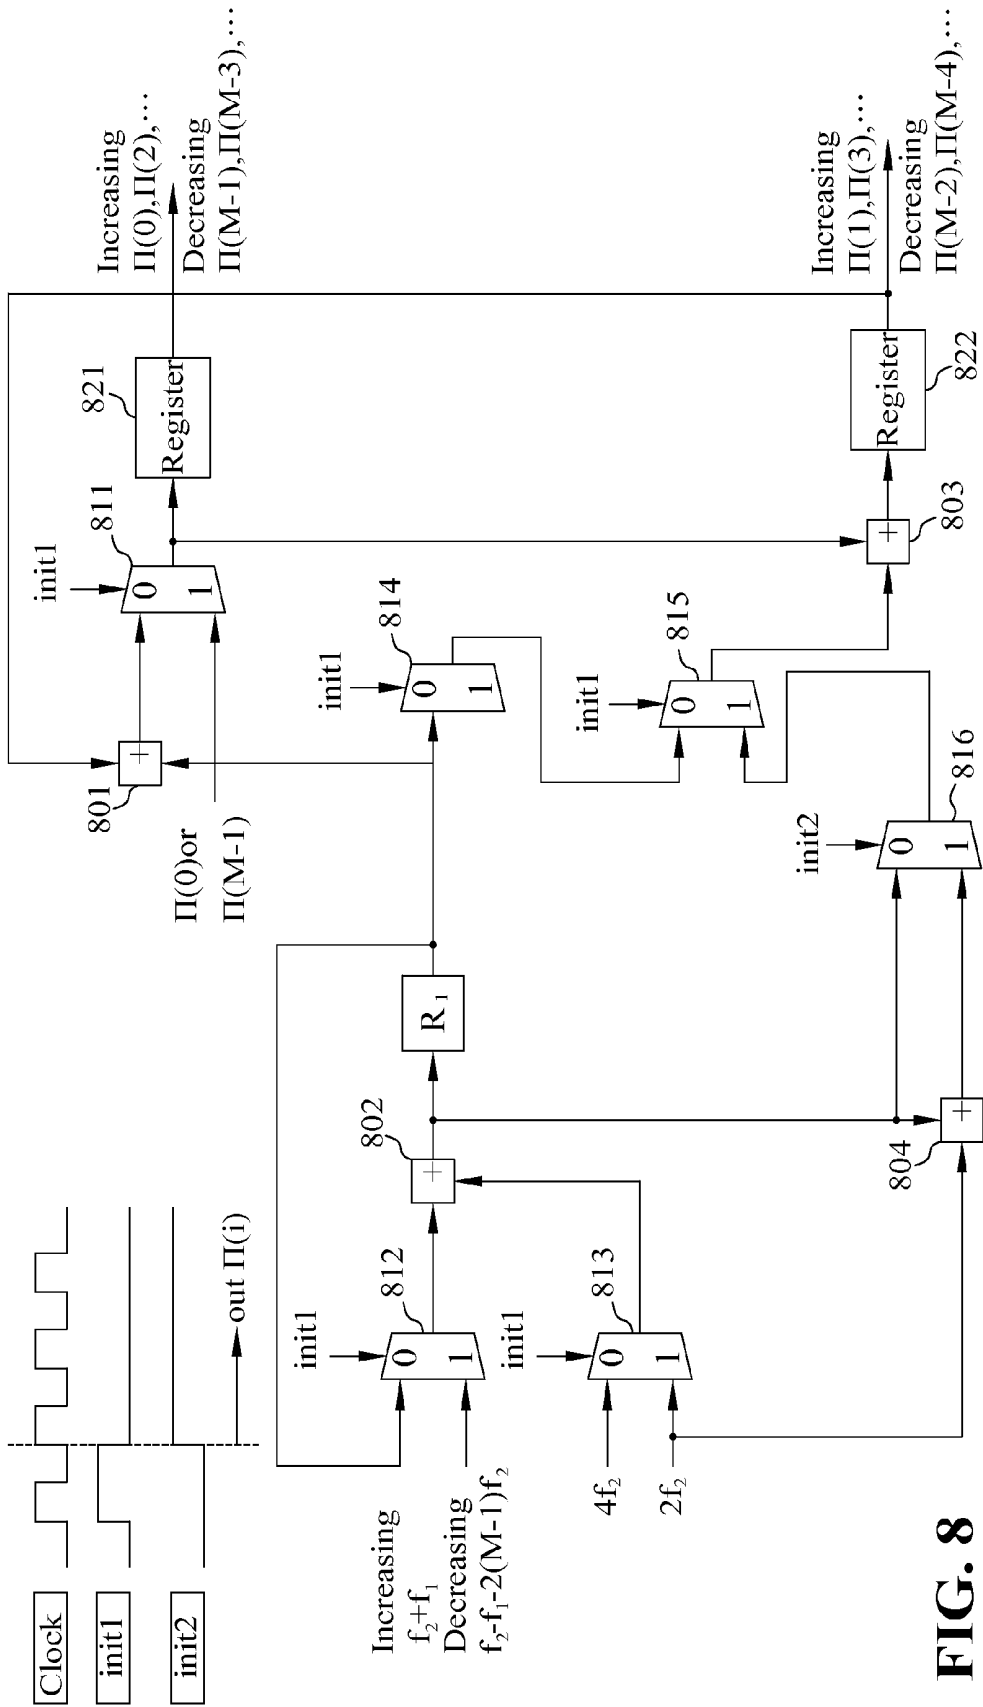 Clock
init1
init2
out Π(i)
Increasing
f₂+f₁
Decreasing
f₂-f₁-2(M-1)f₂
init1
0
1
812
4f₂
2f₂
init1
0
1
813
+
802
R₁
+
804
init2
0
1
816
Π(0)or
Π(M-1)
+
801
init1
0
1
811
init1
0
1
814
init1
0
1
815
+
803
Register
821
Register
822
Increasing
Π(0),Π(2),…
Decreasing
Π(M-1),Π(M-3),…
Increasing
Π(1),Π(3),…
Decreasing
Π(M-2),Π(M-4),…
FIG. 8